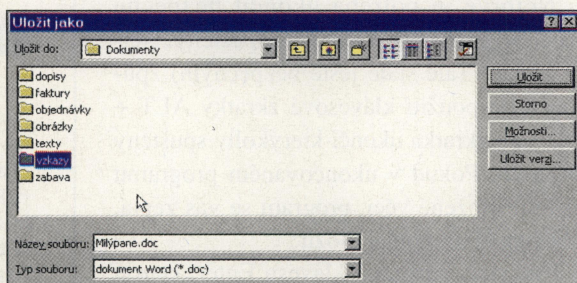 Uložit jako
Uložit do: Dokumenty
dopisy
faktury
objednávky
obrázky
texty
vzkazy
zabava
Uložit
Storno
Možnosti...
Uložit verzi...
Název souboru: Milýpane.doc
Typ souboru: dokument Word (*.doc)